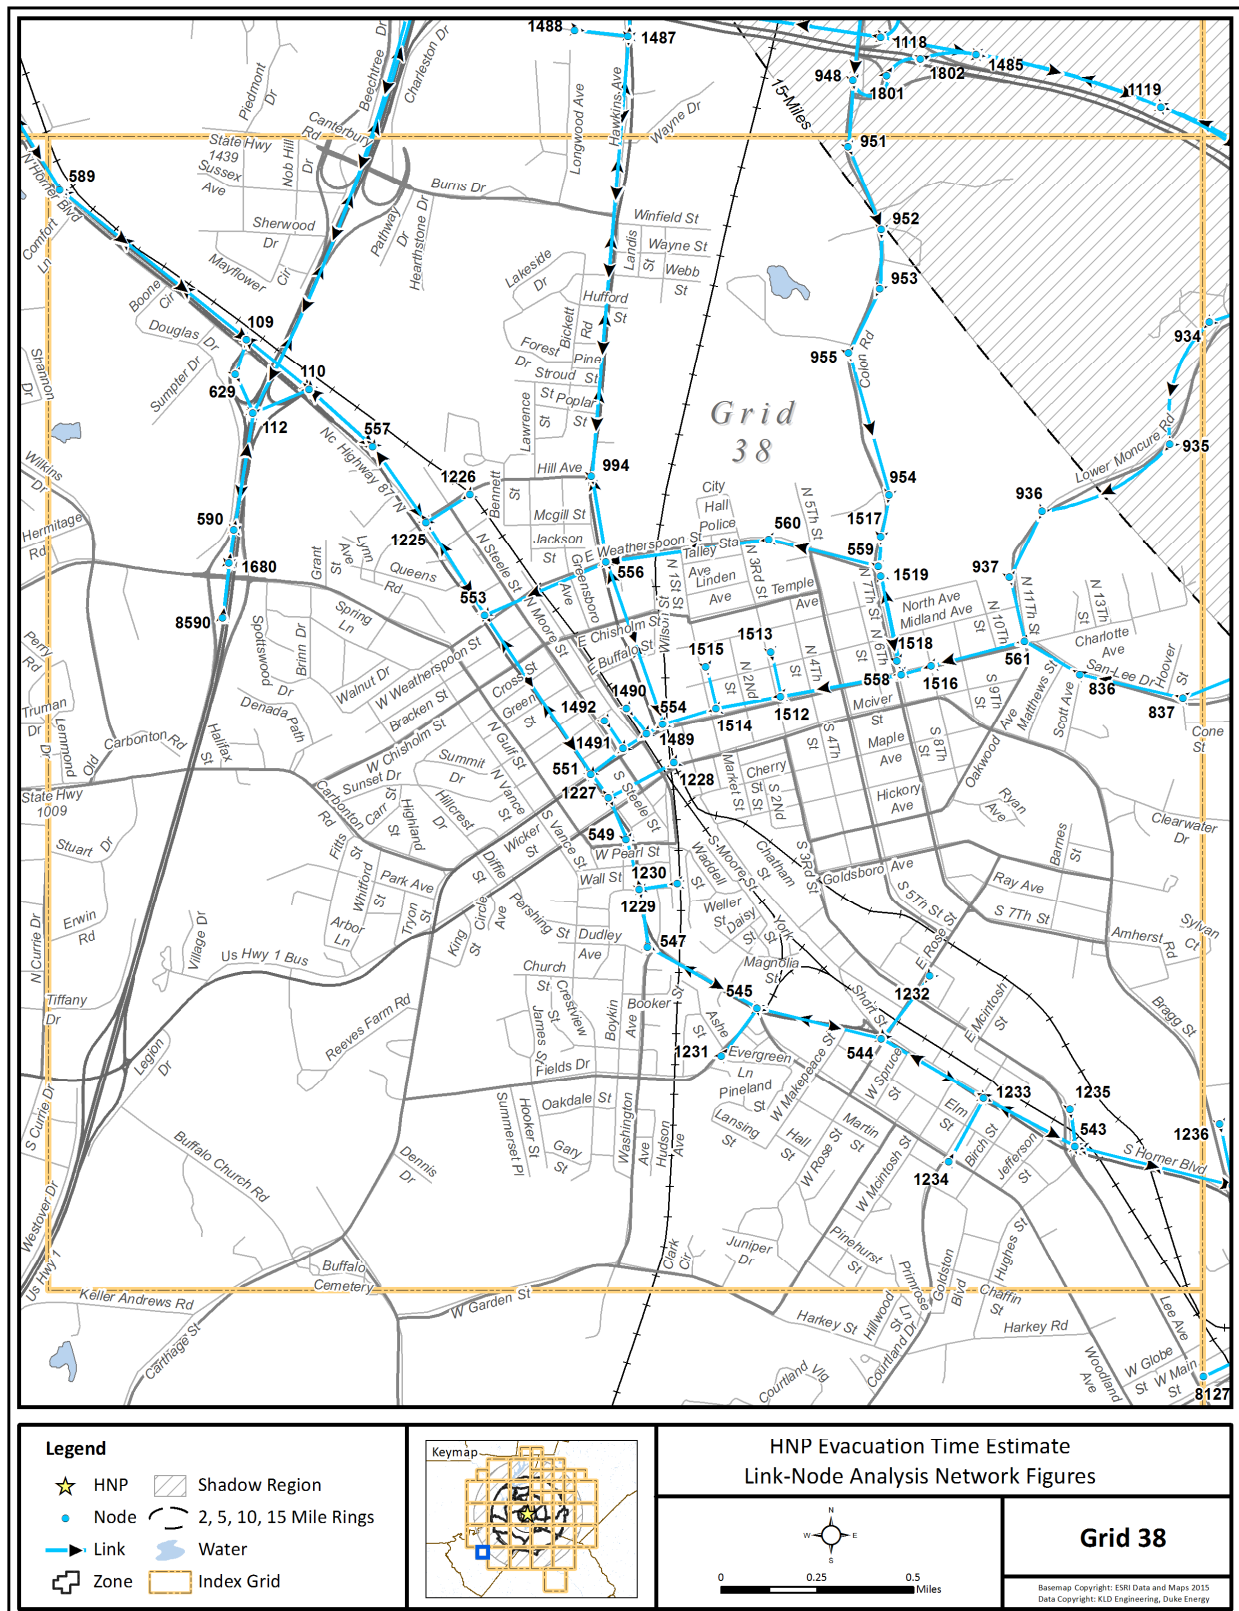 1488
1487
1118
1485
1802
948
1801
1119
15 Miles
951
Piedmont
Dr
Beechtree Dr
Charleston Dr
Canterbury
Rd
State Hwy
1439
Nob Hill
Dr
Sussex
Ave
Longwood Ave
Hawkins Ave
Wayne Dr
Burns Dr
589
N Horner Blvd
Comfort
Ln
Sherwood
Dr
Pathway
Dr
Hearthstone Dr
Winfield St
Landis
St
Wayne St
Webb
St
952
953
Mayflower
Cir
Boone
Cir
Lakeside
Dr
Hufford
St
Bickett
Rd
Douglas Dr
109
Forest
Dr
Pine
St
Stroud
St
Poplar
St
934
955
Colon Rd
Shannon
Dr
Sumpter Dr
629
110
112
Lawrence
St
Grid
38
557
Nc Highway 87 N
1226
Bennett
St
Hill Ave
994
Lower Moncure Rd
935
Wilkins
Dr
City
Hall
Police
Sta
N 5Th St
954
936
Hermitage
Rd
590
1225
Mcgill St
Jackson
St
E Weatherspoon St
Talley
Ave
560
1517
559
1680
Grant
St
Lynn
Ave
Queens
Rd
N Steele St
Greensboro
Ave
556
N 1St St
Linden
Ave
N 3Rd St
Temple
Ave
1519
937
N 7Th St
North Ave
Midland Ave
N 10Th
St
N 11Th St
N 13Th
St
8590
553
Spring
Ln
N Moore St
E Chisholm St
E Buffalo St
Wilson St
1513
1515
N 6Th
St
1518
561
Charlotte
Ave
Perry
Rd
Spottswood
Dr
Brinn Dr
W Weatherspoon St
Walnut Dr
Cross St
Green
Ct
N 2Nd
St
N 4Th
St
558
1516
San-Lee Dr
Hoover
St
Matthews St
Scott Ave
836
837
Truman
Dr
Lemmond
Dr
Denada Path
Bracken St
1490
1492
554
1514
1512
Mciver
St
S 9Th
St
Cone
St
Old
Carbonton Rd
Halifax
St
W Chisholm St
N Gulf St
1491
1489
S 4Th
St
Maple
Ave
S 8Th
St
Oakwood
Ave
State Hwy
1009
Sunset Dr
Summit
Dr
N Vance
St
551
1228
Market St
Cherry
St
S 2Nd
St
Hickory
Ave
Ryan
Ave
Carbonton
Rd
Carr
St
Highland
Hillcrest
Dr
1227
S Steele St
Clearwater
Dr
Stuart Dr
Fitts
St
Wicker
St
S Vance St
549
W Pearl St
S Moore St
Waddell
St
Chatham
St
S 3Rd St
Barnes
St
Whitford
St
Park Ave
Diffie
St
Wall St
1230
Goldsboro Ave
Ray Ave
Erwin
Rd
N Currie Dr
Village Dr
Arbor
Ln
Tryon
St
King
St
Circle
Ave
Pershing St
1229
Weller
St
Daisy
St
York
St
S 5Th St
S 7Th St
Amherst
Rd
Sylvan
Ct
Us Hwy 1 Bus
Dudley
Ave
547
Magnolia
St
E Rose St
Tiffany
Dr
Church
St
Crestview
St
Boykin
Ave
Booker
St
545
1232
Short St
E Mcintosh
St
Bragg St
Reeves Farm Rd
James St
Ashe
St
Legion
Dr
1231
Evergreen
Ln
544
Fields Dr
W Makepeace St
W Spruce
St
S Currie Dr
Summerset Pl
Hooker St
Oakdale
St
Washington
Ave
Hudson
Ave
Pineland
St
Elm
St
1233
1235
543
1236
Lansing
St
Hall
St
Martin
St
Birch St
Jefferson
St
S Horner Blvd
Buffalo Church Rd
Gary
St
W Rose St
W Mcintosh St
1234
Dennis
Dr
Westover Dr
Us Hwy 1
Clark
Cir
Juniper
Dr
Pinehurst
St
Primrose
Ln
Goldston
Blvd
Hughes St
Buffalo
Cemetery
Keller Andrews Rd
W Garden St
Chaffin
St
Harkey St
Hillwood
St
Harkey Rd
Lee Ave
Carthage St
Courtland Vlg
Courtland Dr
Woodland
Ave
W Globe
St
W Main
St
8127
Legend
HNP
Shadow Region
Node
2, 5, 10, 15 Mile Rings
Link
Water
Zone
Index Grid
Keymap
HNP Evacuation Time Estimate
Link-Node Analysis Network Figures
N
W
E
S
0
0.25
0.5
Miles
Grid 38
Basemap Copyright: ESRI Data and Maps 2015
Data Copyright: KLD Engineering, Duke Energy